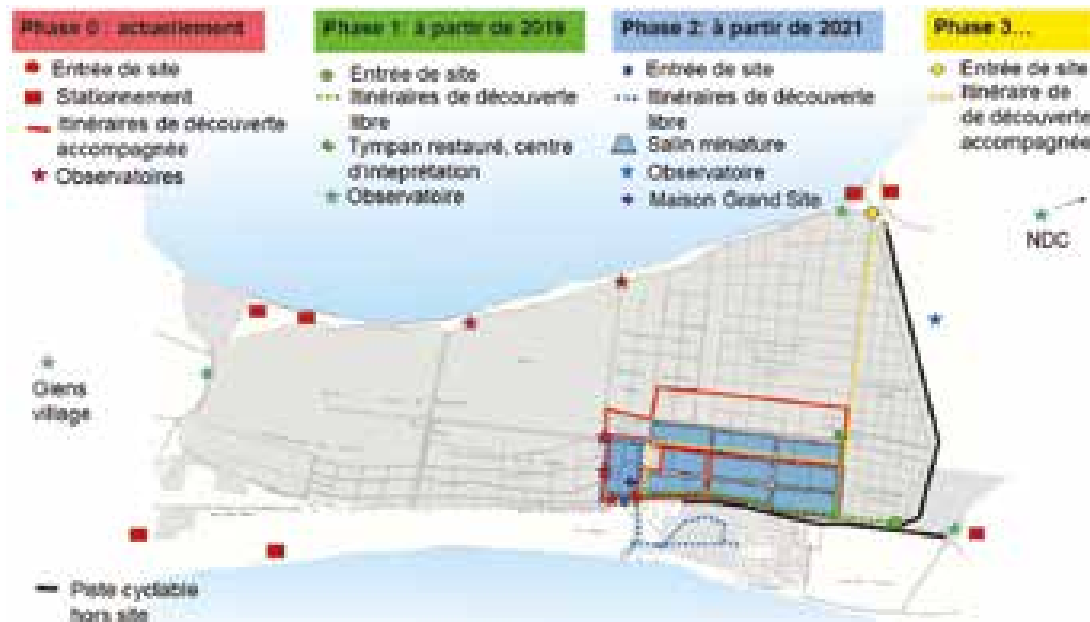 Phase 0 : actuellement
Entrée de site
Stationnement
Itinéraires de découverte
accompagnée
Observatoires
Phase 1: à partir de 2019
Entrée de site
Itinéraires de découverte
libre
Tympan restauré, centre
d'inteprétation
Observatoire
Phase 2: à partir de 2021
Entrée de site
Itinéraires de découverte
libre
Salin miniature
Observatoire
Maison Grand Site
Phase 3...
Entrée de site
Itinéraire de
de découverte
accompagnée
NDC
Giens
village
Piste cyclable
hors site